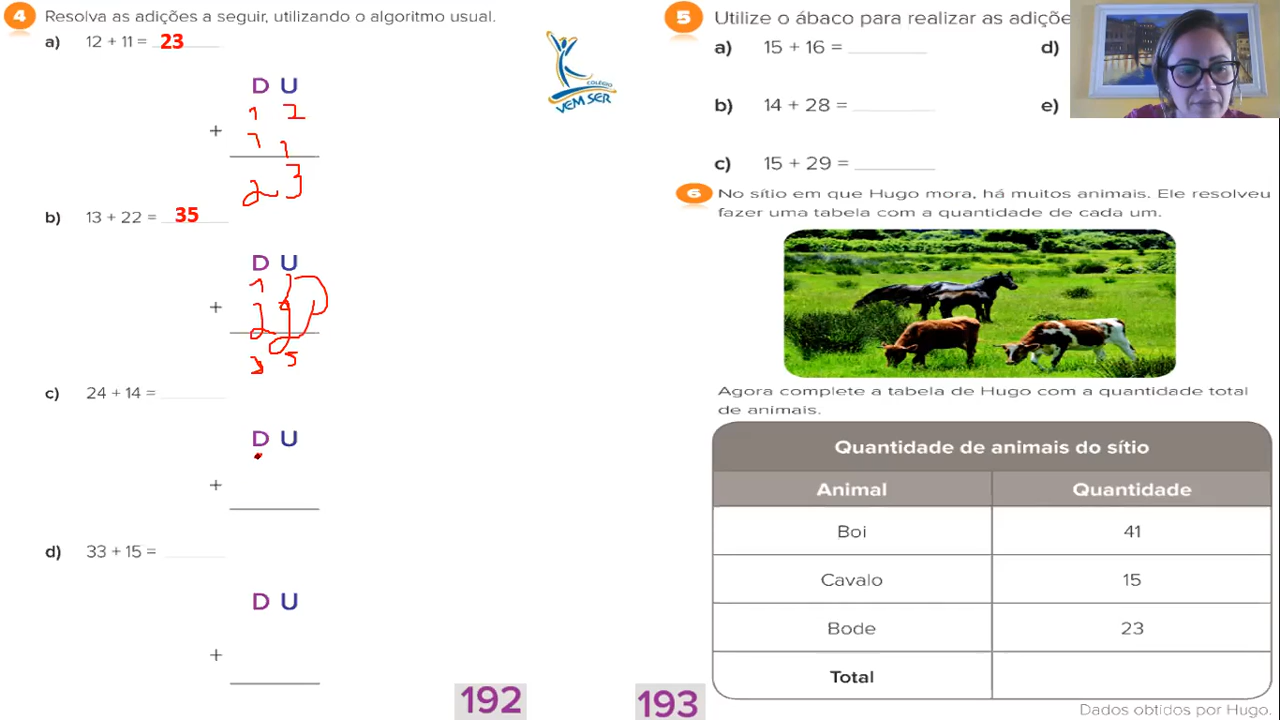 4 Resolva as adições a seguir, utilizando o algoritmo usual.
a) 12 + 11 = 23
D U
1 2
+ 1 1
2 3
b) 13 + 22 = 35
D U
1 3
+ 2 2
3 5
c) 24 + 14 =
D U
+
d) 33 + 15 =
D U
+
192
COLÉGIO
VEM SER
5 Utilize o ábaco para realizar as adiçõe
a) 15 + 16 =
d)
b) 14 + 28 =
e)
c) 15 + 29 =
6 No sítio em que Hugo mora, há muitos animais. Ele resolveu
fazer uma tabela com a quantidade de cada um.
Agora complete a tabela de Hugo com a quantidade total
de animais.
Quantidade de animais do sítio
Animal Quantidade
Boi 41
Cavalo 15
Bode 23
Total
193
Dados obtidos por Hugo.